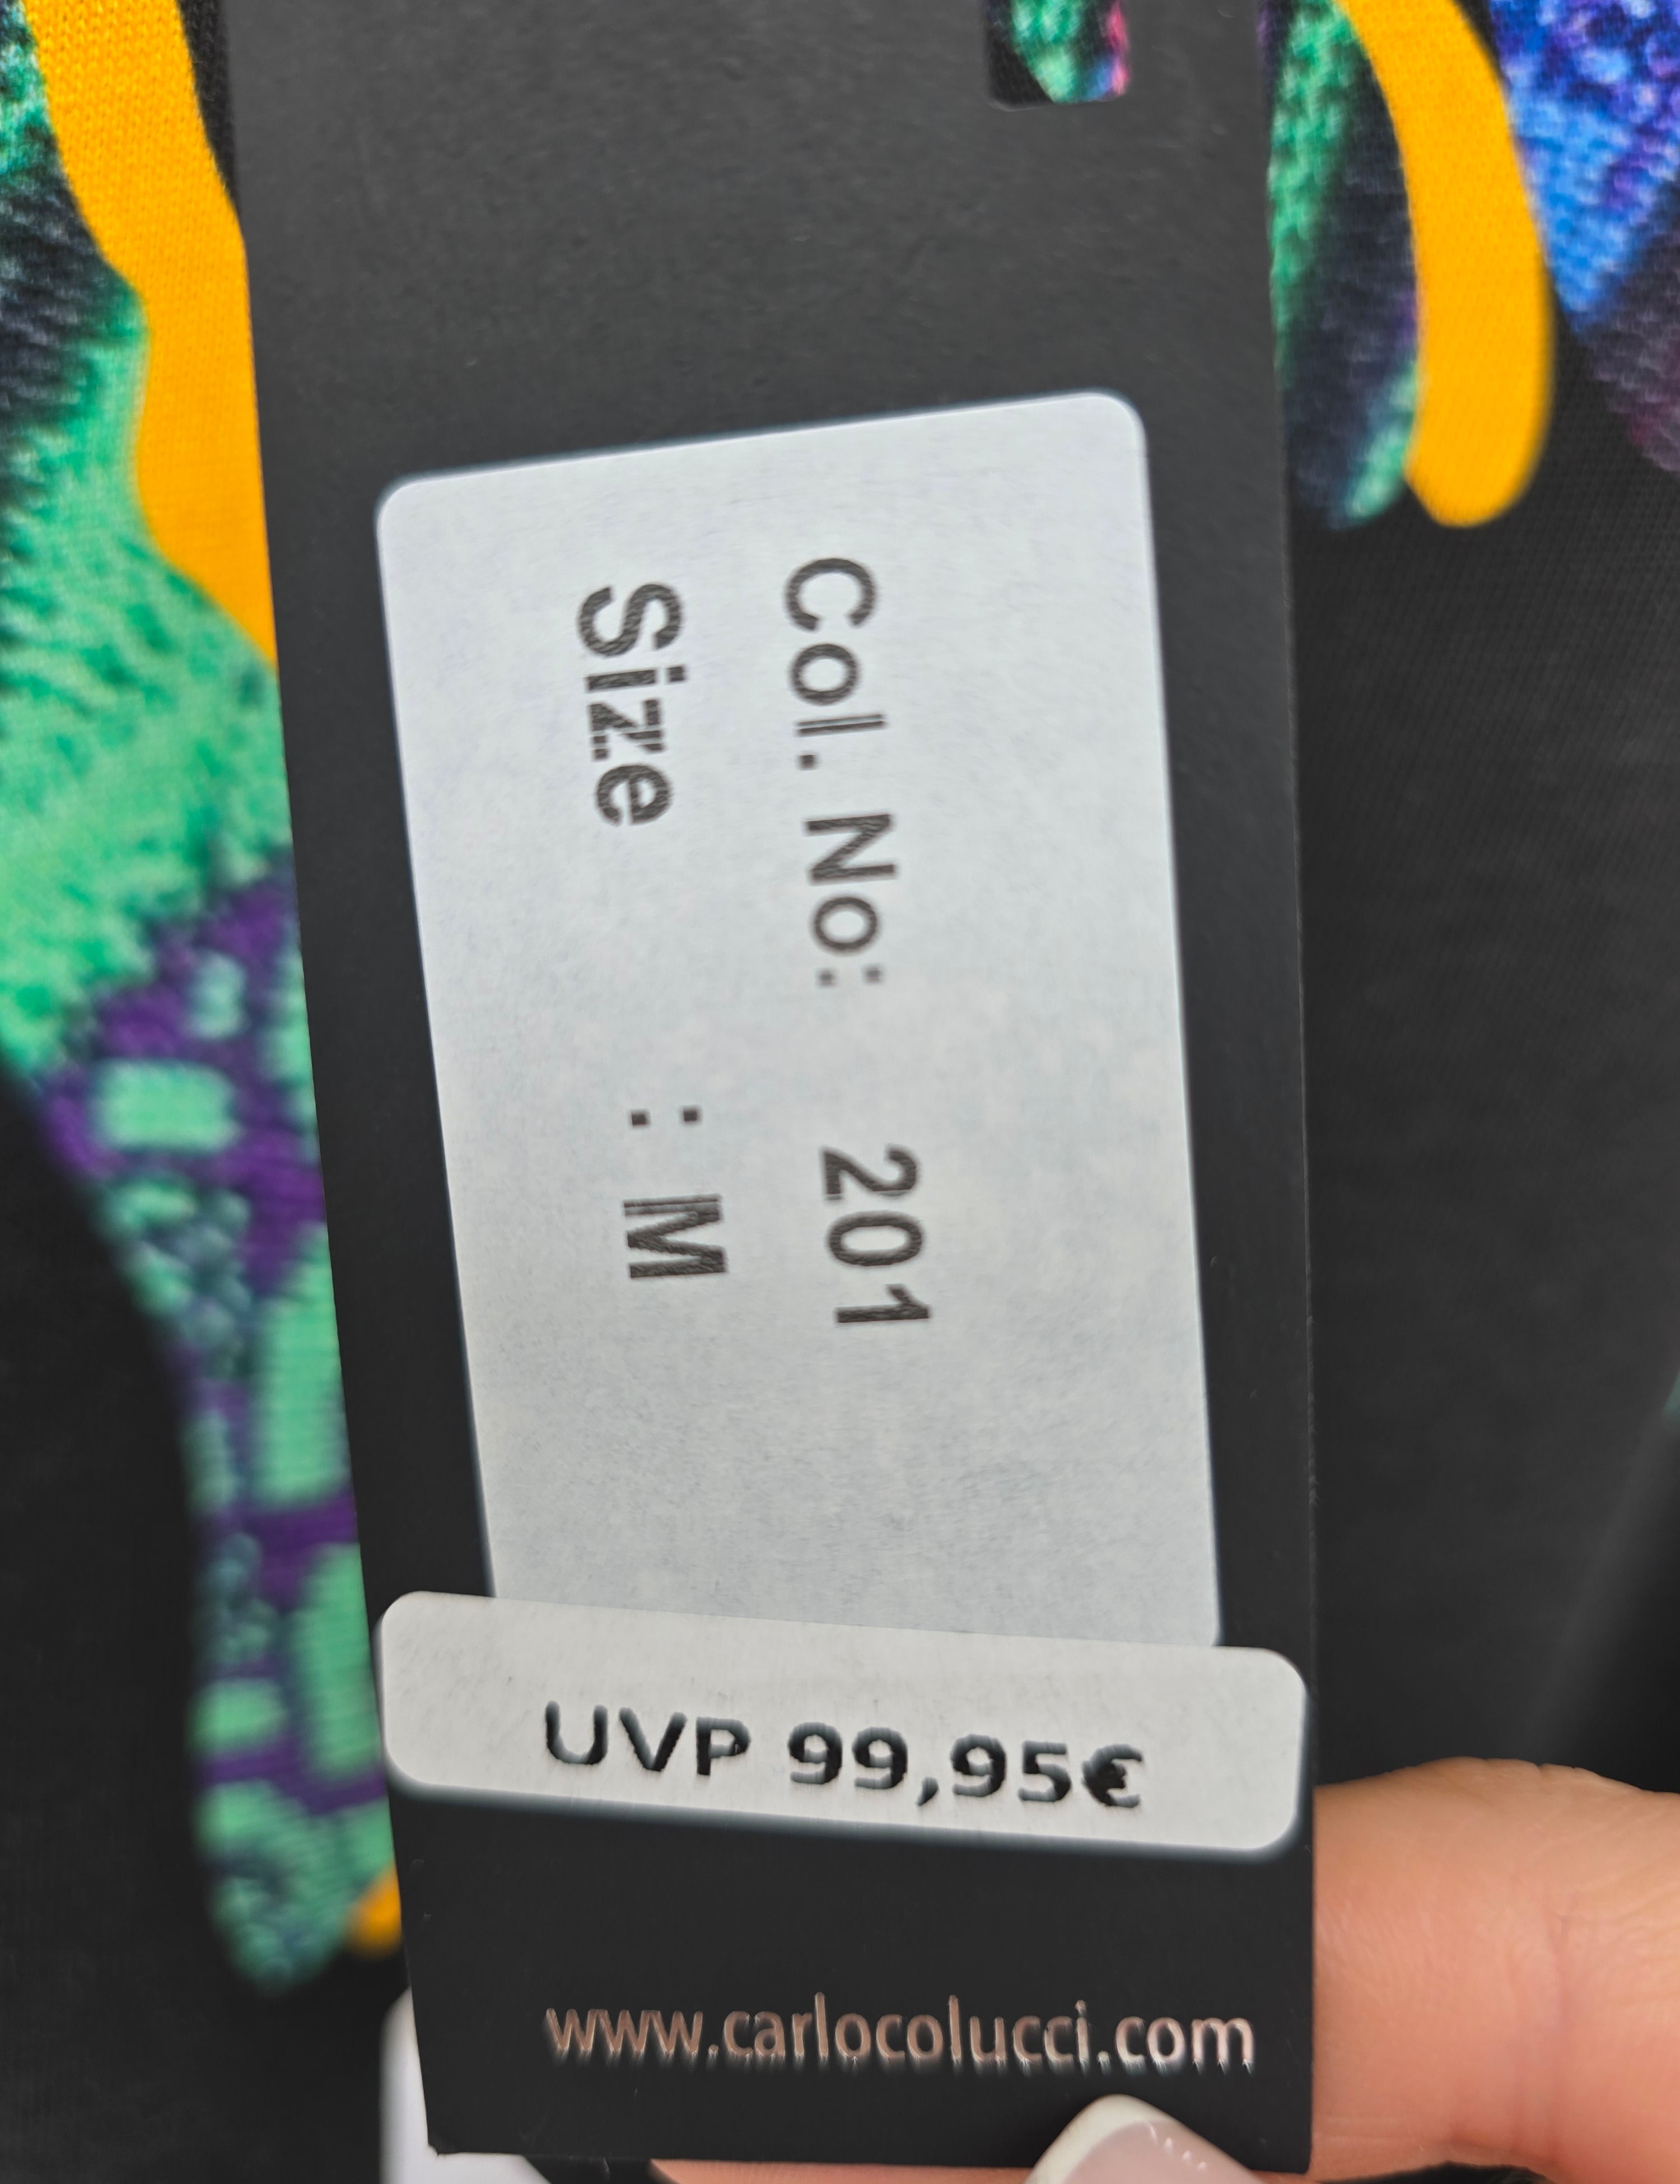 Col. No: 201
Size : M
UVP 99,95€
www.carlocolucci.com